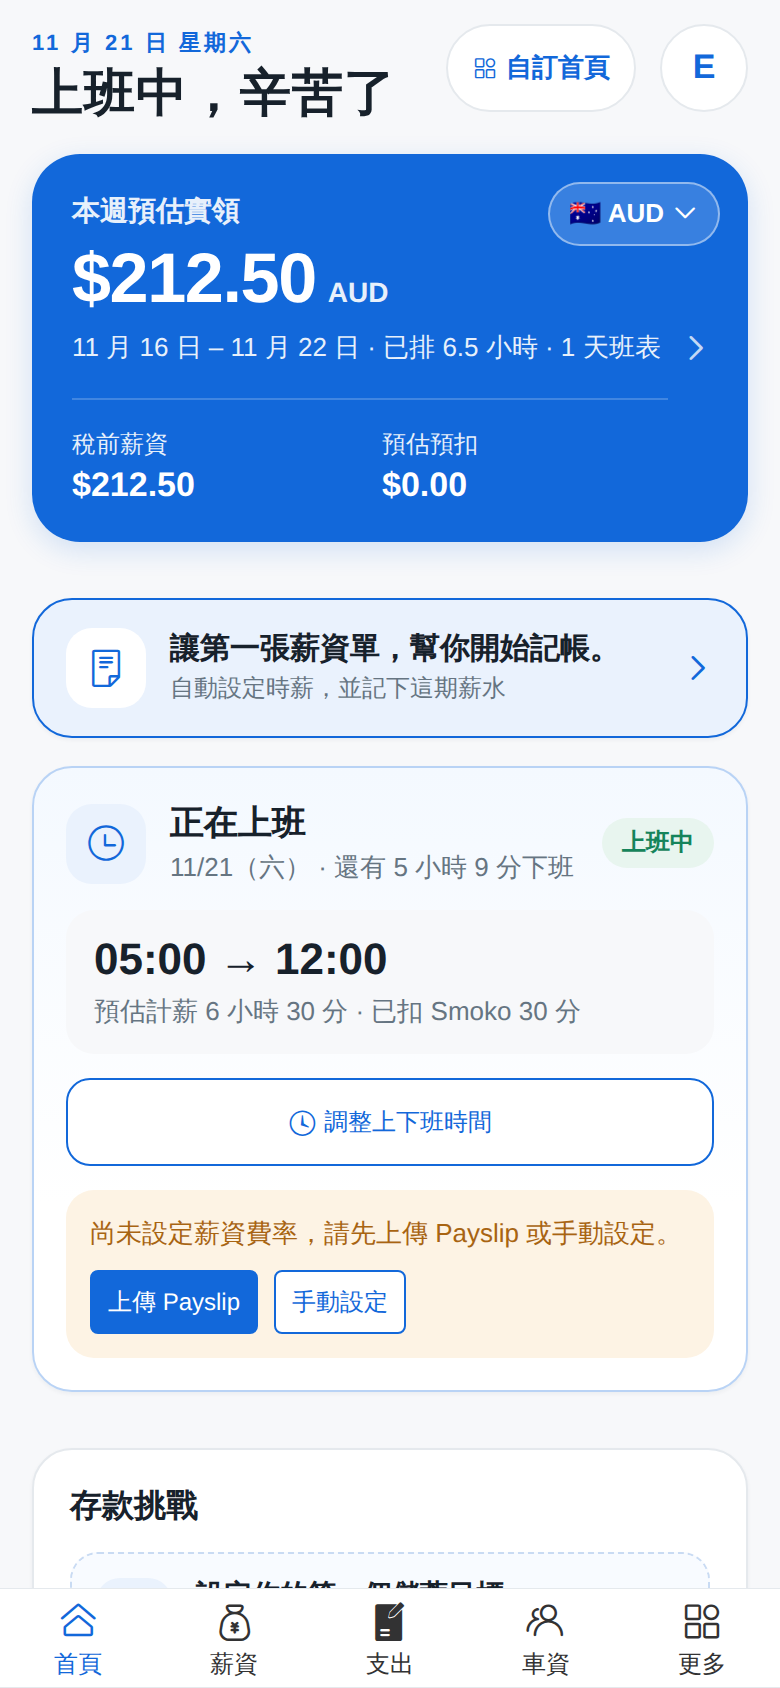 11 月 21 日 星期六
上班中，辛苦了
自訂首頁
E
本週預估實領
AUD
$212.50 AUD
11 月 16 日 – 11 月 22 日 · 已排 6.5 小時 · 1 天班表
稅前薪資
預估預扣
$212.50
$0.00
讓第一張薪資單，幫你開始記帳。
自動設定時薪，並記下這期薪水
正在上班
11/21（六） · 還有 5 小時 9 分下班
上班中
05:00 → 12:00
預估計薪 6 小時 30 分 · 已扣 Smoko 30 分
調整上下班時間
尚未設定薪資費率，請先上傳 Payslip 或手動設定。
上傳 Payslip
手動設定
存款挑戰
首頁
薪資
支出
車資
更多